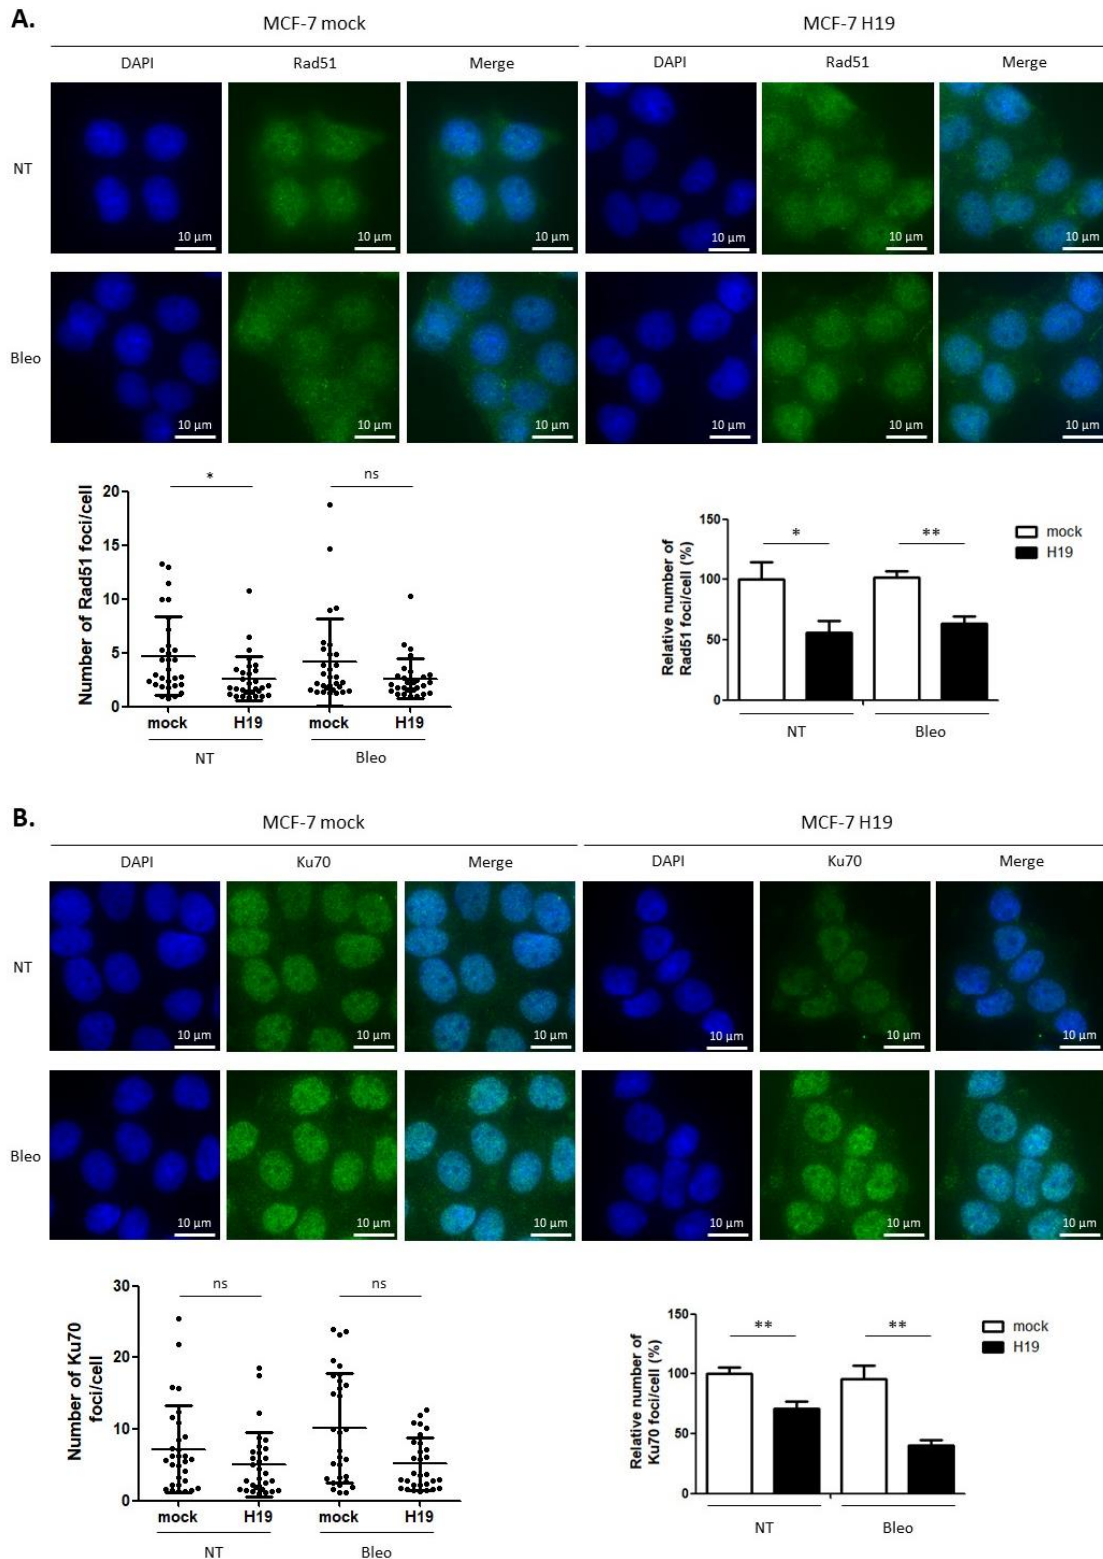 A.
MCF-7 mock MCF-7 H19
DAPI Rad51 Merge DAPI Rad51 Merge
NT
10 µm 10 µm 10 µm 10 µm 10 µm 10 µm
Bleo
10 µm 10 µm 10 µm 10 µm 10 µm 10 µm
Number of Rad51 foci/cell
20
15
10
5
0
* ns
mock H19 mock H19
NT Bleo
Relative number of
Rad51 foci/cell (%)
150
100
50
0
* **
mock
H19
NT Bleo
B.
MCF-7 mock MCF-7 H19
DAPI Ku70 Merge DAPI Ku70 Merge
NT
10 µm 10 µm 10 µm 10 µm 10 µm 10 µm
Bleo
10 µm 10 µm 10 µm 10 µm 10 µm 10 µm
Number of Ku70
foci/cell
30
20
10
0
ns ns
mock H19 mock H19
NT Bleo
Relative number of
Ku70 foci/cell (%)
150
100
50
0
** **
mock
H19
NT Bleo